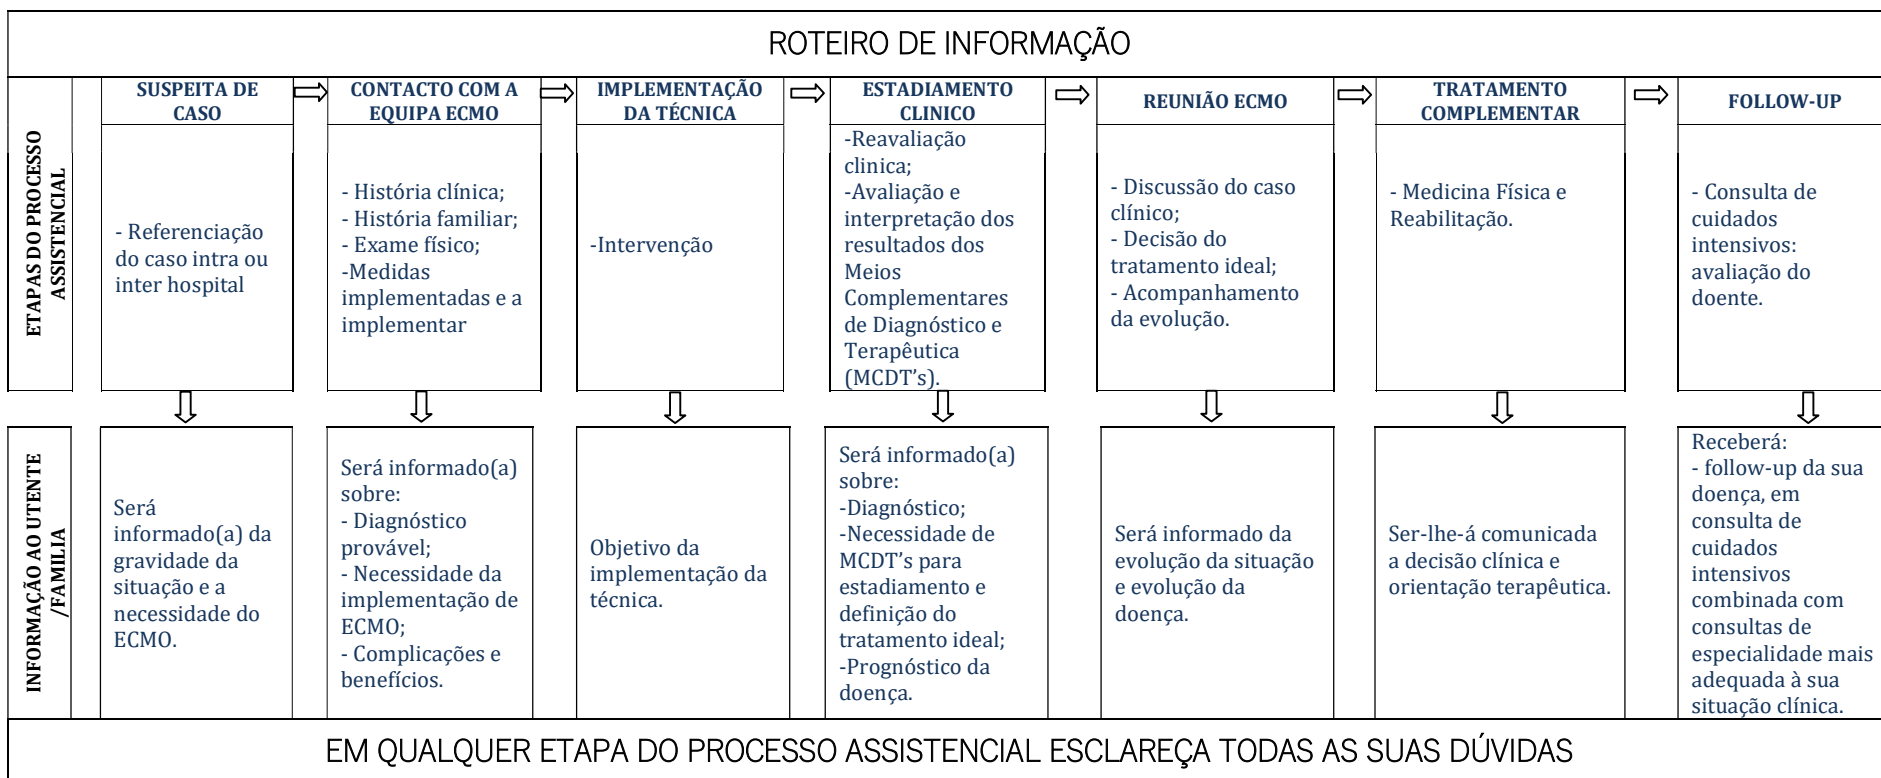 ROTEIRO DE INFORMAÇÃO
ETAPAS DO PROCESSO
ASSISTENCIAL
SUSPEITA DE
CASO
- Referenciação
do caso intra ou
inter hospital
CONTACTO COM A
EQUIPA ECMO
- História clínica;
- História familiar;
- Exame físico;
-Medidas
implementadas e a
implementar
IMPLEMENTAÇÃO
DA TÉCNICA
-Intervenção
ESTADIAMENTO
CLINICO
-Reavaliação
clinica;
-Avaliação e
interpretação dos
resultados dos
Meios
Complementares
de Diagnóstico e
Terapêutica
(MCDT’s).
REUNIÃO ECMO
- Discussão do caso
clínico;
- Decisão do
tratamento ideal;
- Acompanhamento
da evolução.
TRATAMENTO
COMPLEMENTAR
- Medicina Física e
Reabilitação.
FOLLOW-UP
- Consulta de
cuidados
intensivos:
avaliação do
doente.
INFORMAÇÃO AO UTENTE
/FAMILIA
Será
informado(a) da
gravidade da
situação e a
necessidade do
ECMO.
Será informado(a)
sobre:
- Diagnóstico
provável;
- Necessidade da
implementação de
ECMO;
- Complicações e
benefícios.
Objetivo da
implementação da
técnica.
Será informado(a)
sobre:
-Diagnóstico;
-Necessidade de
MCDT’s para
estadiamento e
definição do
tratamento ideal;
-Prognóstico da
doença.
Será informado da
evolução da situação
e evolução da
doença.
Ser-lhe-á comunicada
a decisão clínica e
orientação terapêutica.
Receberá:
- follow-up da sua
doença, em
consulta de
cuidados
intensivos
combinada com
consultas de
especialidade mais
adequada à sua
situação clínica.
EM QUALQUER ETAPA DO PROCESSO ASSISTENCIAL ESCLAREÇA TODAS AS SUAS DÚVIDAS